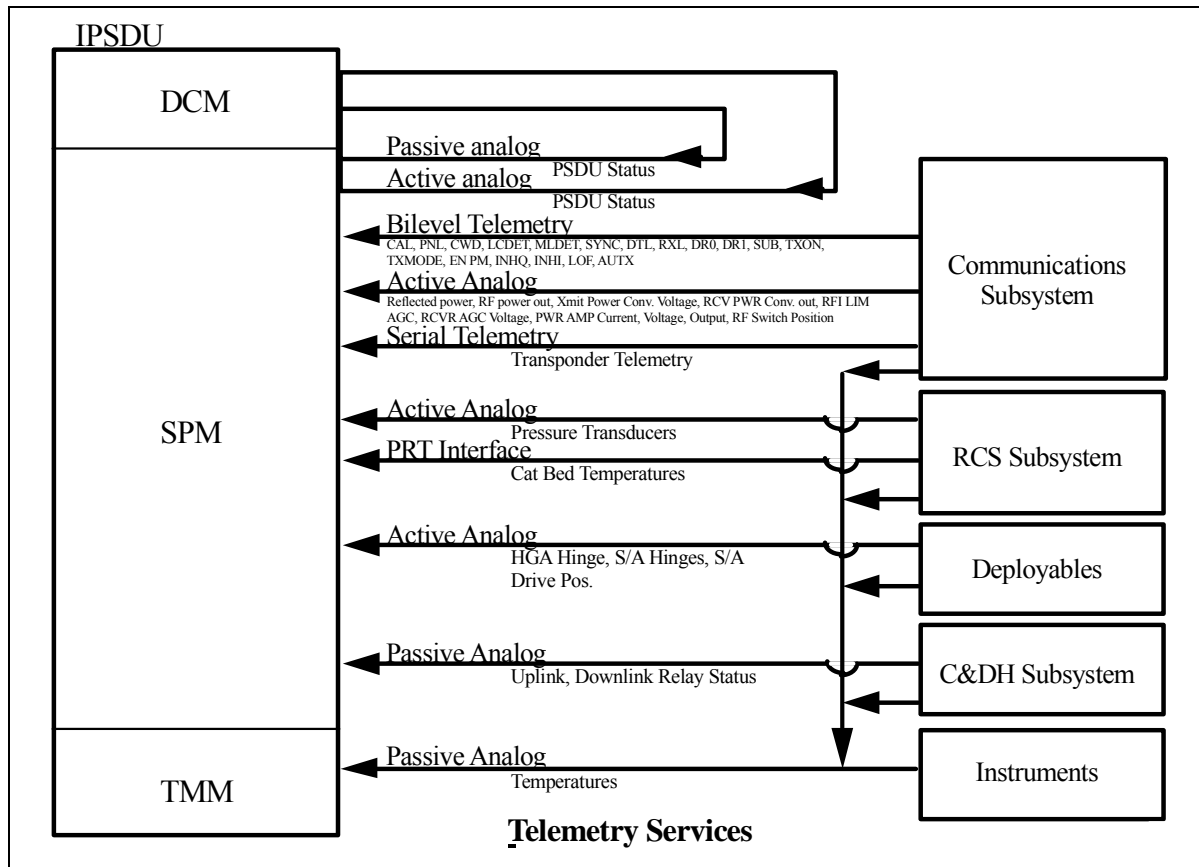 IPSDU
DCM
Passive analog
PSDU Status
Active analog
PSDU Status
Bilevel Telemetry
CAL, PNL, CWD, LCDET, MLDET, SYNC, DTL, RXL, DR0, DR1, SUB, TXON,
TXMODE, EN PM, INHQ, INHI, LOF, AUTX
Active Analog
Reflected power, RF power out, Xmit Power Conv. Voltage, RCV PWR Conv. out, RFI LIM
AGC, RCVR AGC Voltage, PWR AMP Current, Voltage, Output, RF Switch Position
Serial Telemetry
Transponder Telemetry
Communications
Subsystem
SPM
Active Analog
Pressure Transducers
PRT Interface
Cat Bed Temperatures
RCS Subsystem
Active Analog
HGA Hinge, S/A Hinges, S/A
Drive Pos.
Deployables
Passive Analog
Uplink, Downlink Relay Status
C&DH Subsystem
Passive Analog
Temperatures
Instruments
TMM
Telemetry Services